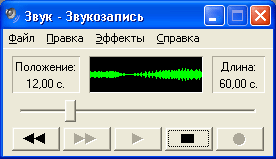 Звук - Звукозапись
Файл Правка Эффекты Справка
Положение: Длина:
12,00 с. 60,00 с.